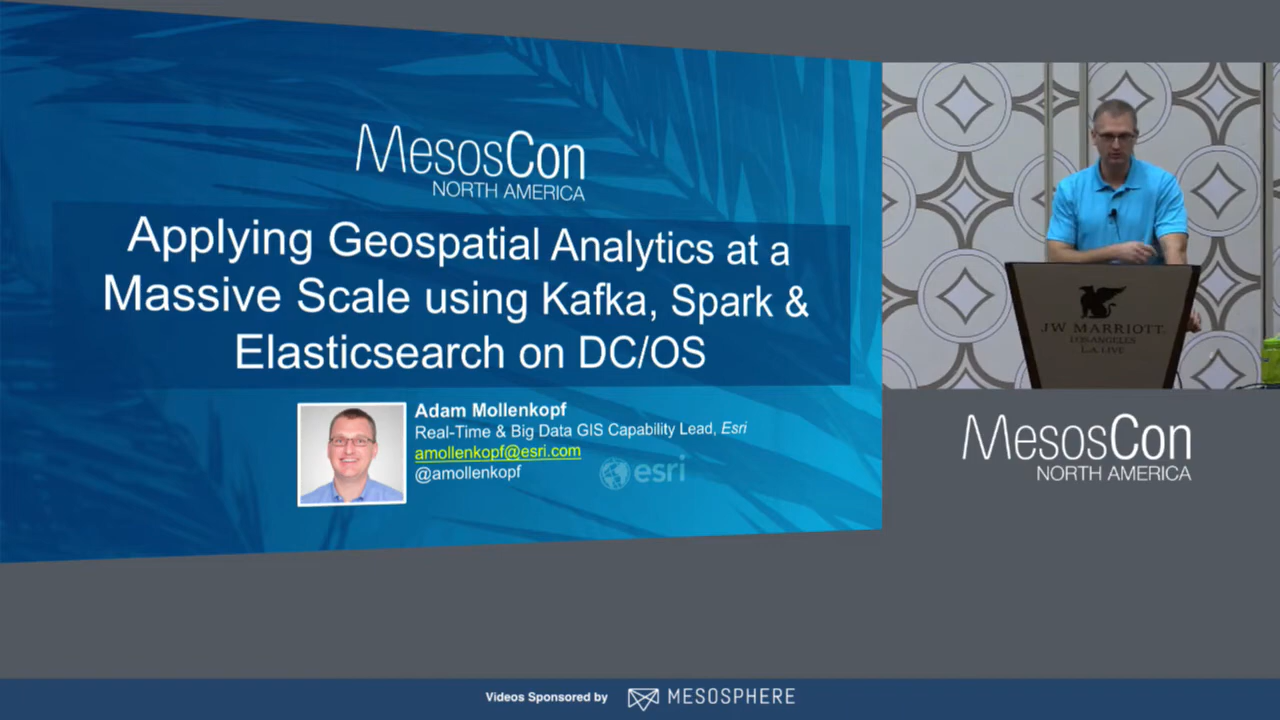 MesosCon
NORTH AMERICA
Applying Geospatial Analytics at a
Massive Scale using Kafka, Spark &
Elasticsearch on DC/OS
Adam Mollenkopf
Real-Time & Big Data GIS Capability Lead, Esri
amollenkopf@esri.com
@amollenkopf
esri
JW MARRIOTT
LOS ANGELES
L.A. LIVE
MesosCon
NORTH AMERICA
Videos Sponsored by MESOSPHERE